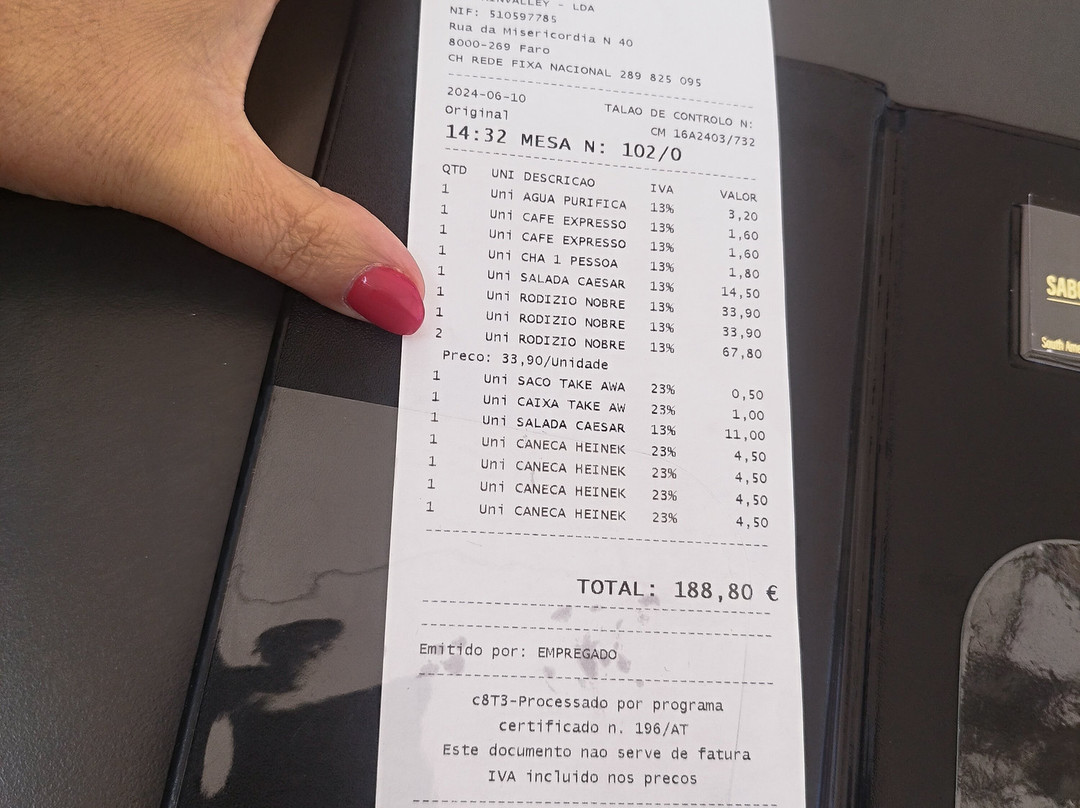 NVALLEY - LDA
NIF: 510597785
Rua da Misericordia N 40
8000-269 Faro
CH REDE FIXA NACIONAL 289 825 095
2024-06-10 TALAO DE CONTROLO N:
Original CM 16A2403/732
14:32 MESA N: 102/0
QTD UNI DESCRICAO IVA VALOR
1 Uni AGUA PURIFICA 13% 3,20
1 Uni CAFE EXPRESSO 13% 1,60
1 Uni CAFE EXPRESSO 13% 1,60
1 Uni CHA 1 PESSOA 13% 1,80
1 Uni SALADA CAESAR 13% 14,50
1 Uni RODIZIO NOBRE 13% 33,90
1 Uni RODIZIO NOBRE 13% 33,90
2 Uni RODIZIO NOBRE 13% 67,80
Preco: 33,90/Unidade
1 Uni SACO TAKE AWA 23% 0,50
1 Uni CAIXA TAKE AW 23% 1,00
1 Uni SALADA CAESAR 13% 11,00
1 Uni CANECA HEINEK 23% 4,50
1 Uni CANECA HEINEK 23% 4,50
1 Uni CANECA HEINEK 23% 4,50
1 Uni CANECA HEINEK 23% 4,50
TOTAL: 188,80 €
Emitido por: EMPREGADO
c8T3-Processado por programa
certificado n. 196/AT
Este documento nao serve de fatura
IVA incluido nos precos
South